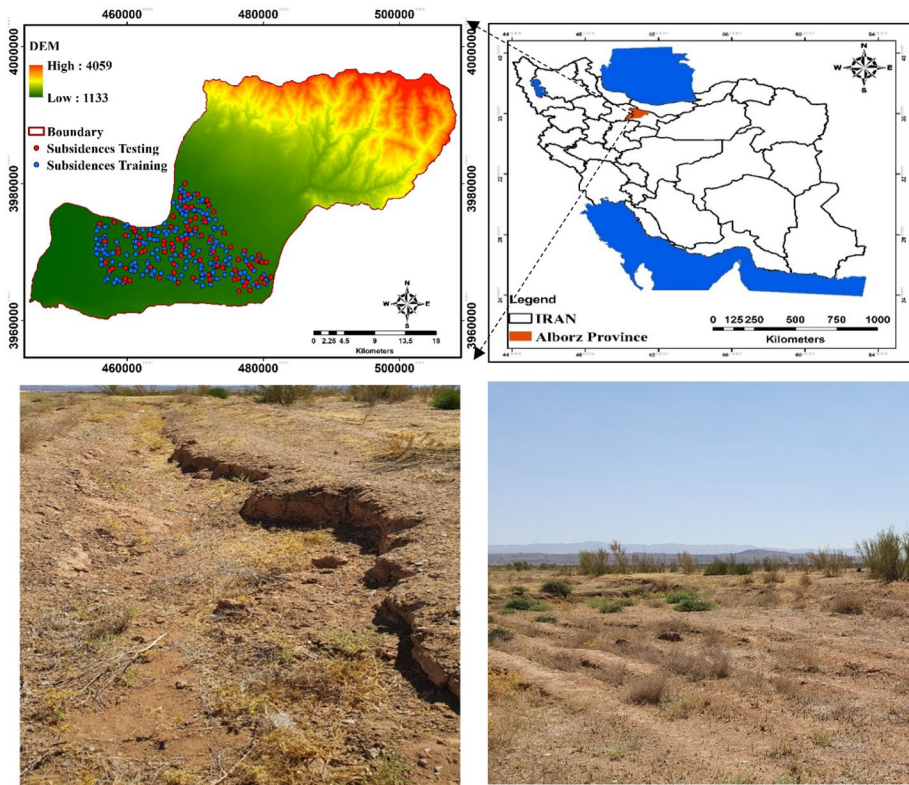 460000 480000 500000
4000000
3980000
3960000
DEM
High : 4059
Low : 1133
Boundary
Subsidences Testing
Subsidences Training
N
W E
S
0 2.25 4.5 9 13.5 18
Kilometers
460000 480000 500000
4000000
3980000
3960000
N
W E
S
Legend
IRAN
Alborz Province
N
W E
S
0 125 250 500 750 1000
Kilometers